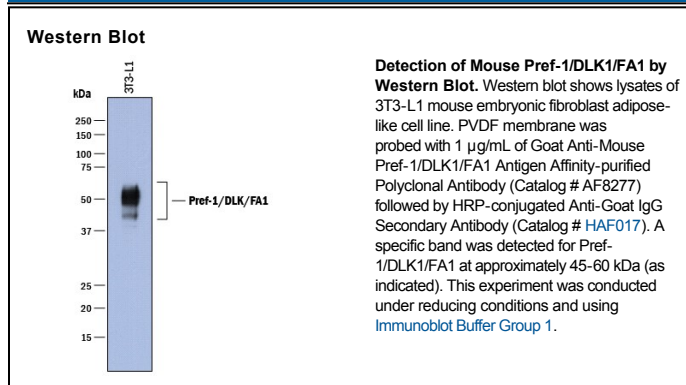 Western Blot
3T3-L1
kDa
250
150
100
75
50
37
25
20
15
Pref-1/DLK/FA1
Detection of Mouse Pref-1/DLK1/FA1 by
Western Blot. Western blot shows lysates of
3T3-L1 mouse embryonic fibroblast adipose-
like cell line. PVDF membrane was
probed with 1 µg/mL of Goat Anti-Mouse
Pref-1/DLK1/FA1 Antigen Affinity-purified
Polyclonal Antibody (Catalog # AF8277)
followed by HRP-conjugated Anti-Goat IgG
Secondary Antibody (Catalog # HAF017). A
specific band was detected for Pref-
1/DLK1/FA1 at approximately 45-60 kDa (as
indicated). This experiment was conducted
under reducing conditions and using
Immunoblot Buffer Group 1.